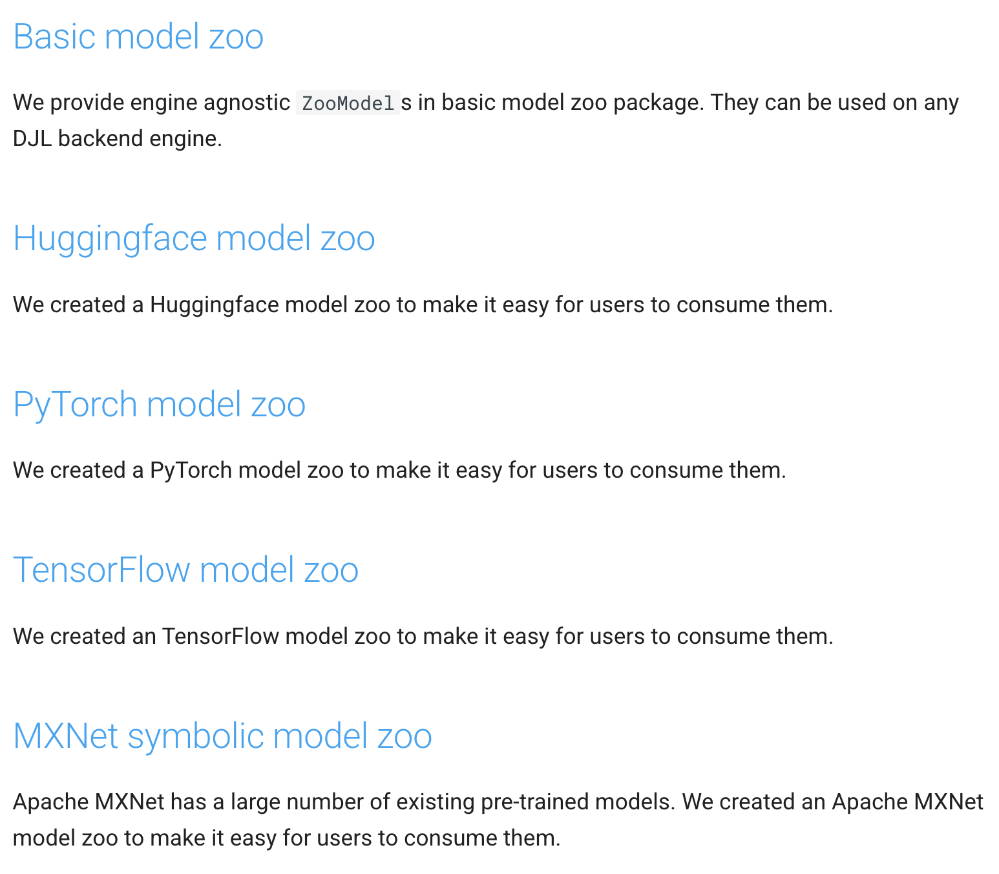 Basic model zoo
We provide engine agnostic ZooModels in basic model zoo package. They can be used on any
DJL backend engine.
Huggingface model zoo
We created a Huggingface model zoo to make it easy for users to consume them.
PyTorch model zoo
We created a PyTorch model zoo to make it easy for users to consume them.
TensorFlow model zoo
We created an TensorFlow model zoo to make it easy for users to consume them.
MXNet symbolic model zoo
Apache MXNet has a large number of existing pre-trained models. We created an Apache MXNet
model zoo to make it easy for users to consume them.